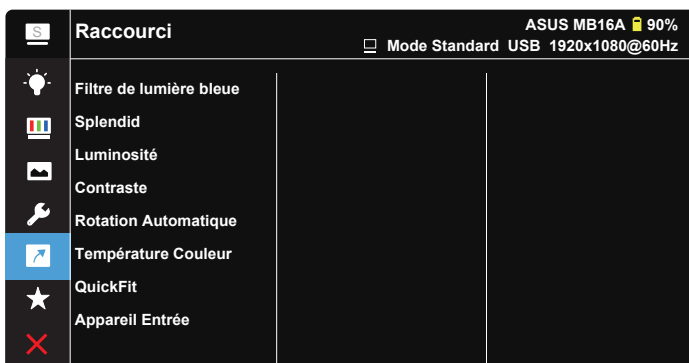 S
Raccourci
ASUS MB16A 90%
Mode Standard USB 1920x1080@60Hz
Filtre de lumière bleue
Splendid
Luminosité
Contraste
Rotation Automatique
Température Couleur
QuickFit
Appareil Entrée